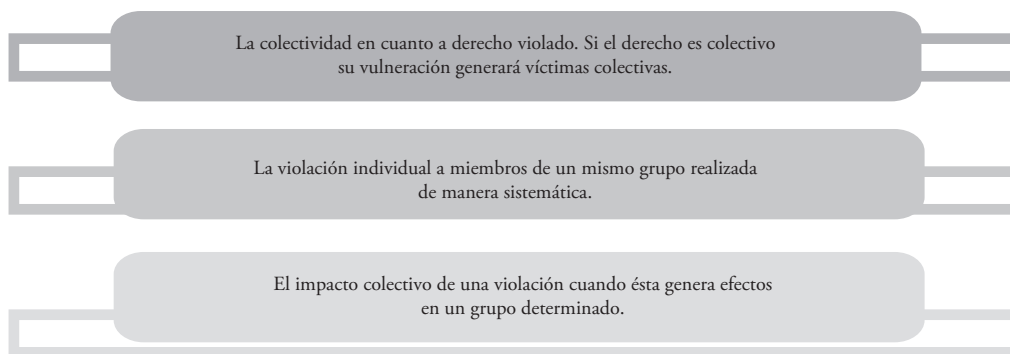 La colectividad en cuanto a derecho violado. Si el derecho es colectivo
su vulneración generará víctimas colectivas.
La violación individual a miembros de un mismo grupo realizada
de manera sistemática.
El impacto colectivo de una violación cuando ésta genera efectos
en un grupo determinado.